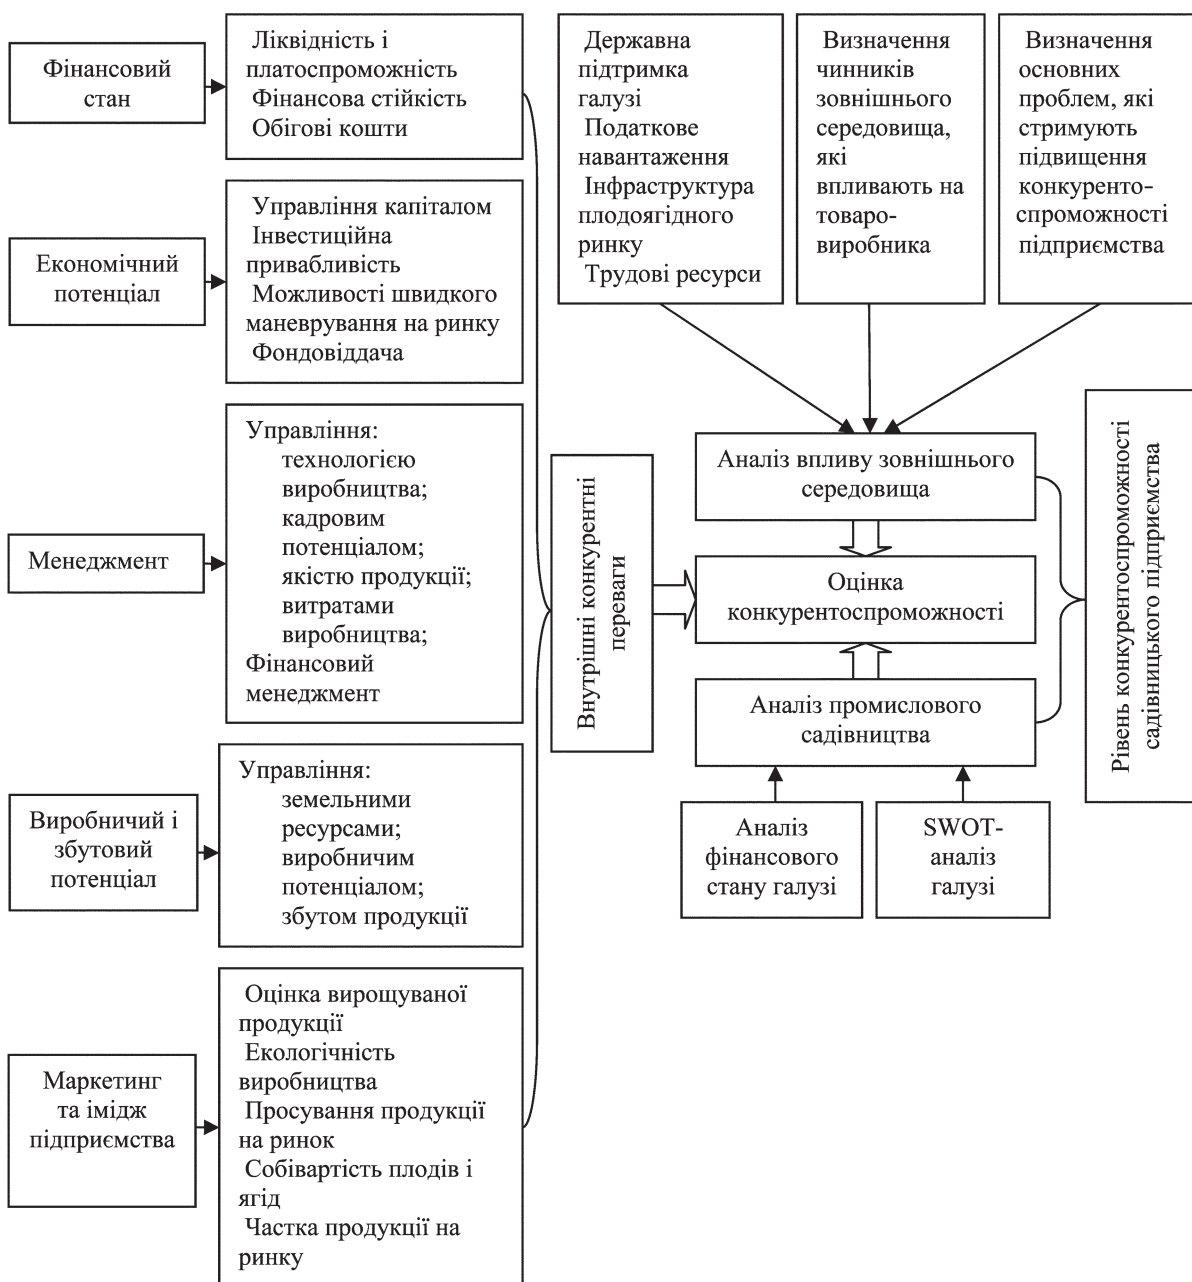 Фінансовий
стан
Ліквідність і
платоспроможність
Фінансова стійкість
Обігові кошти
Економічний
потенціал
Управління капіталом
Інвестиційна
привабливість
Можливості швидкого
маневрування на ринку
Фондовіддача
Менеджмент
Управління:
технологією
виробництва;
кадровим
потенціалом;
якістю продукції;
витратами
виробництва;
Фінансовий
менеджмент
Виробничий і
збутовий
потенціал
Управління:
земельними
ресурсами;
виробничим
потенціалом;
збутом продукції
Маркетинг
та імідж
підприємства
Оцінка вирощуваної
продукції
Екологічність
виробництва
Просування продукції
на ринок
Собівартість плодів і
ягід
Частка продукції на
ринку
Внутрішні конкурентні
переваги
Державна
підтримка
галузі
Податкове
навантаження
Інфраструктура
плодоягідного
ринку
Трудові ресурси
Визначення
чинників
зовнішнього
середовища,
які
впливають на
товаро-
виробника
Визначення
основних
проблем, які
стримують
підвищення
конкуренто-
спроможності
підприємства
Аналіз впливу зовнішнього
середовища
Оцінка
конкурентоспроможності
Аналіз промислового
садівництва
Аналіз
фінансового
стану галузі
SWOT-
аналіз
галузі
Рівень конкурентоспроможності
садівницького підприємства